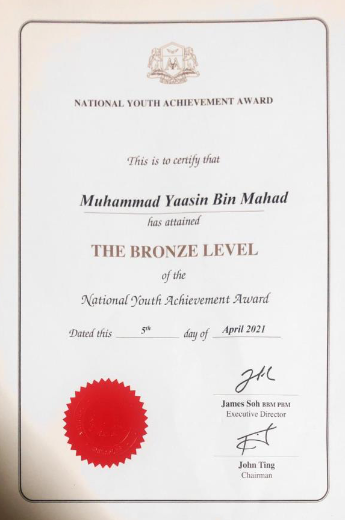 NATIONAL YOUTH ACHIEVEMENT AWARD
This is to certify that
Muhammad Yaasin Bin Mahad
has attained
THE BRONZE LEVEL
of the
National Youth Achievement Award
Dated this 5th day of April 2021
James Soh BBM PBM
Executive Director
John Ting
Chairman